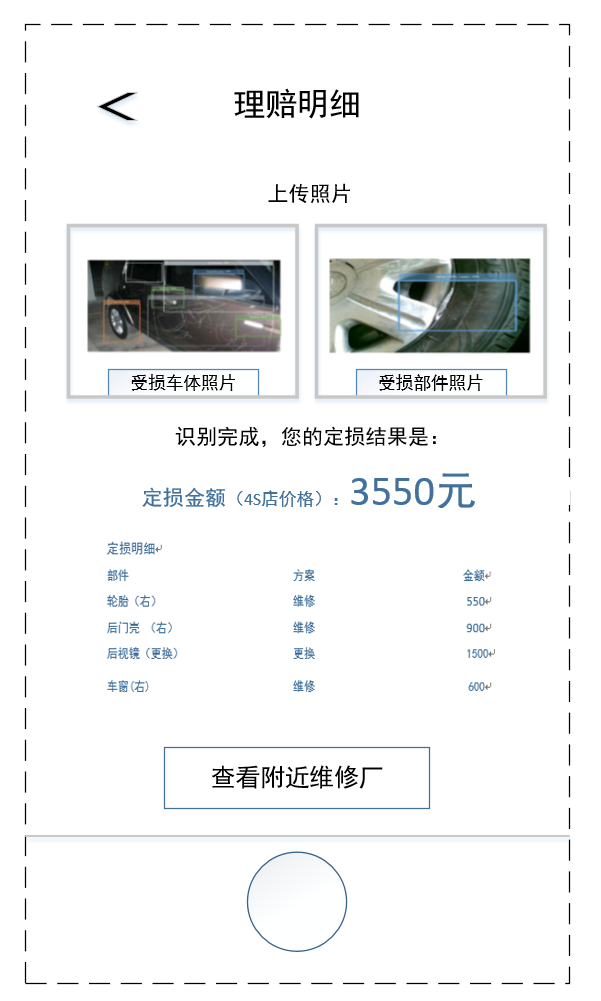 理赔明细
上传照片
受损车体照片
受损部件照片
识别完成，您的定损结果是：
定损金额（4S店价格）：3550元
定损明细↵
部件 方案 金额↵
轮胎（右） 维修 550↵
后门亮 （右） 维修 900↵
后视镜（更换） 更换 1500↵
车窗(右) 维修 600↵
查看附近维修厂